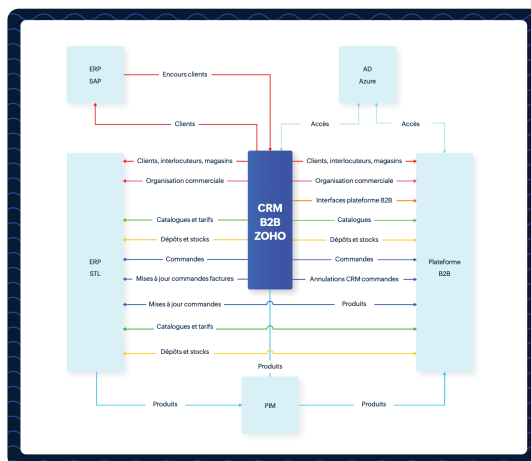 ERP
SAP
Encours clients
AD
Azure
Clients
Accès
Accès
Clients, interlocuteurs, magasins
Clients, interlocuteurs, magasins
Organisation commerciale
Organisation commerciale
CRM
B2B
ZOHO
Interfaces plateforme B2B
Catalogues et tarifs
Catalogues
Dépôts et stocks
Dépôts et stocks
Commandes
Commandes
ERP
STL
Plateforme
B2B
Mises à jour commandes factures
Annulations CRM commandes
Mises à jour commandes
Produits
Catalogues et tarifs
Dépôts et stocks
Produits
Produits
PIM
Produits